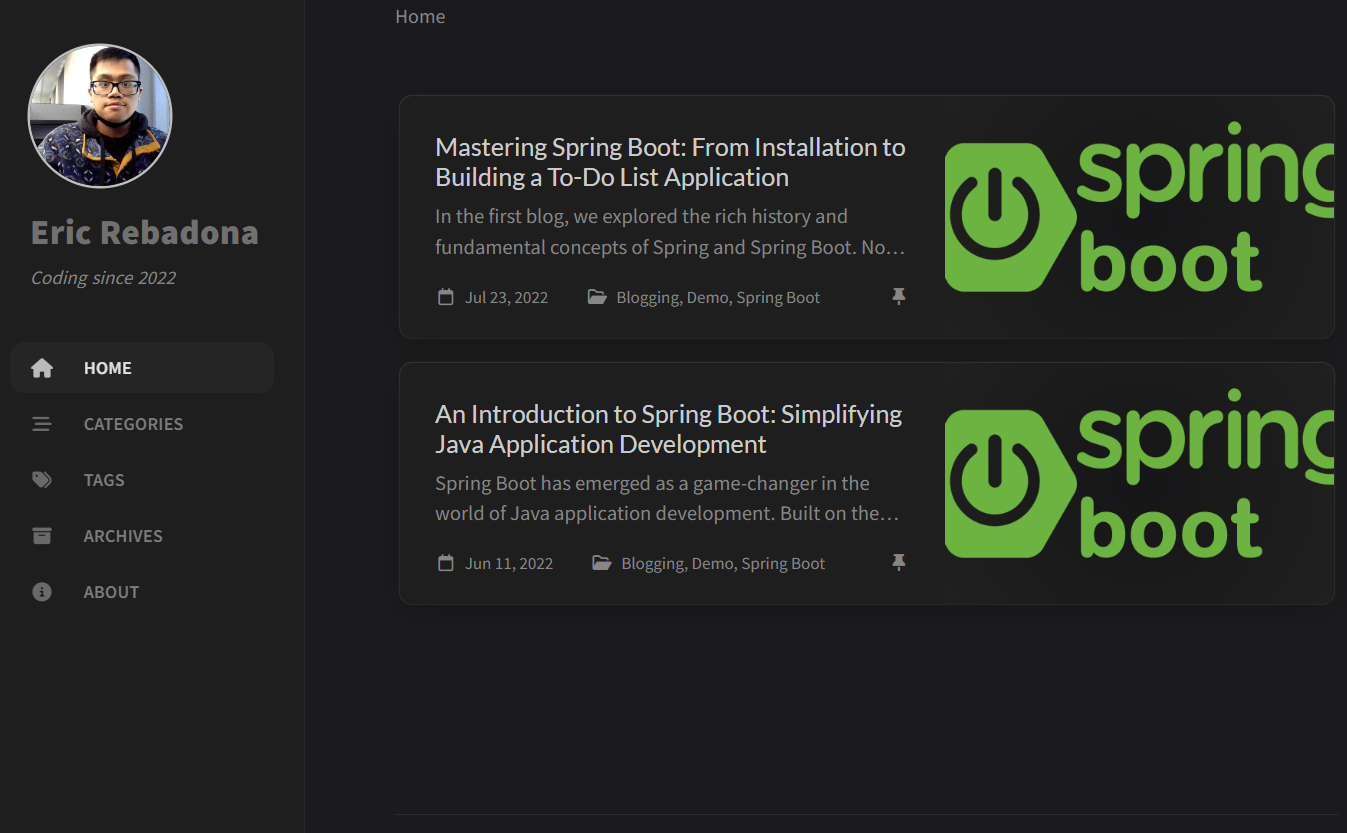 Home
Eric Rebadona
Coding since 2022
HOME
CATEGORIES
TAGS
ARCHIVES
ABOUT
Mastering Spring Boot: From Installation to
Building a To-Do List Application
In the first blog, we explored the rich history and
fundamental concepts of Spring and Spring Boot. No…
Jul 23, 2022
Blogging, Demo, Spring Boot
spring
boot
An Introduction to Spring Boot: Simplifying
Java Application Development
Spring Boot has emerged as a game-changer in the
world of Java application development. Built on the…
Jun 11, 2022
Blogging, Demo, Spring Boot
spring
boot